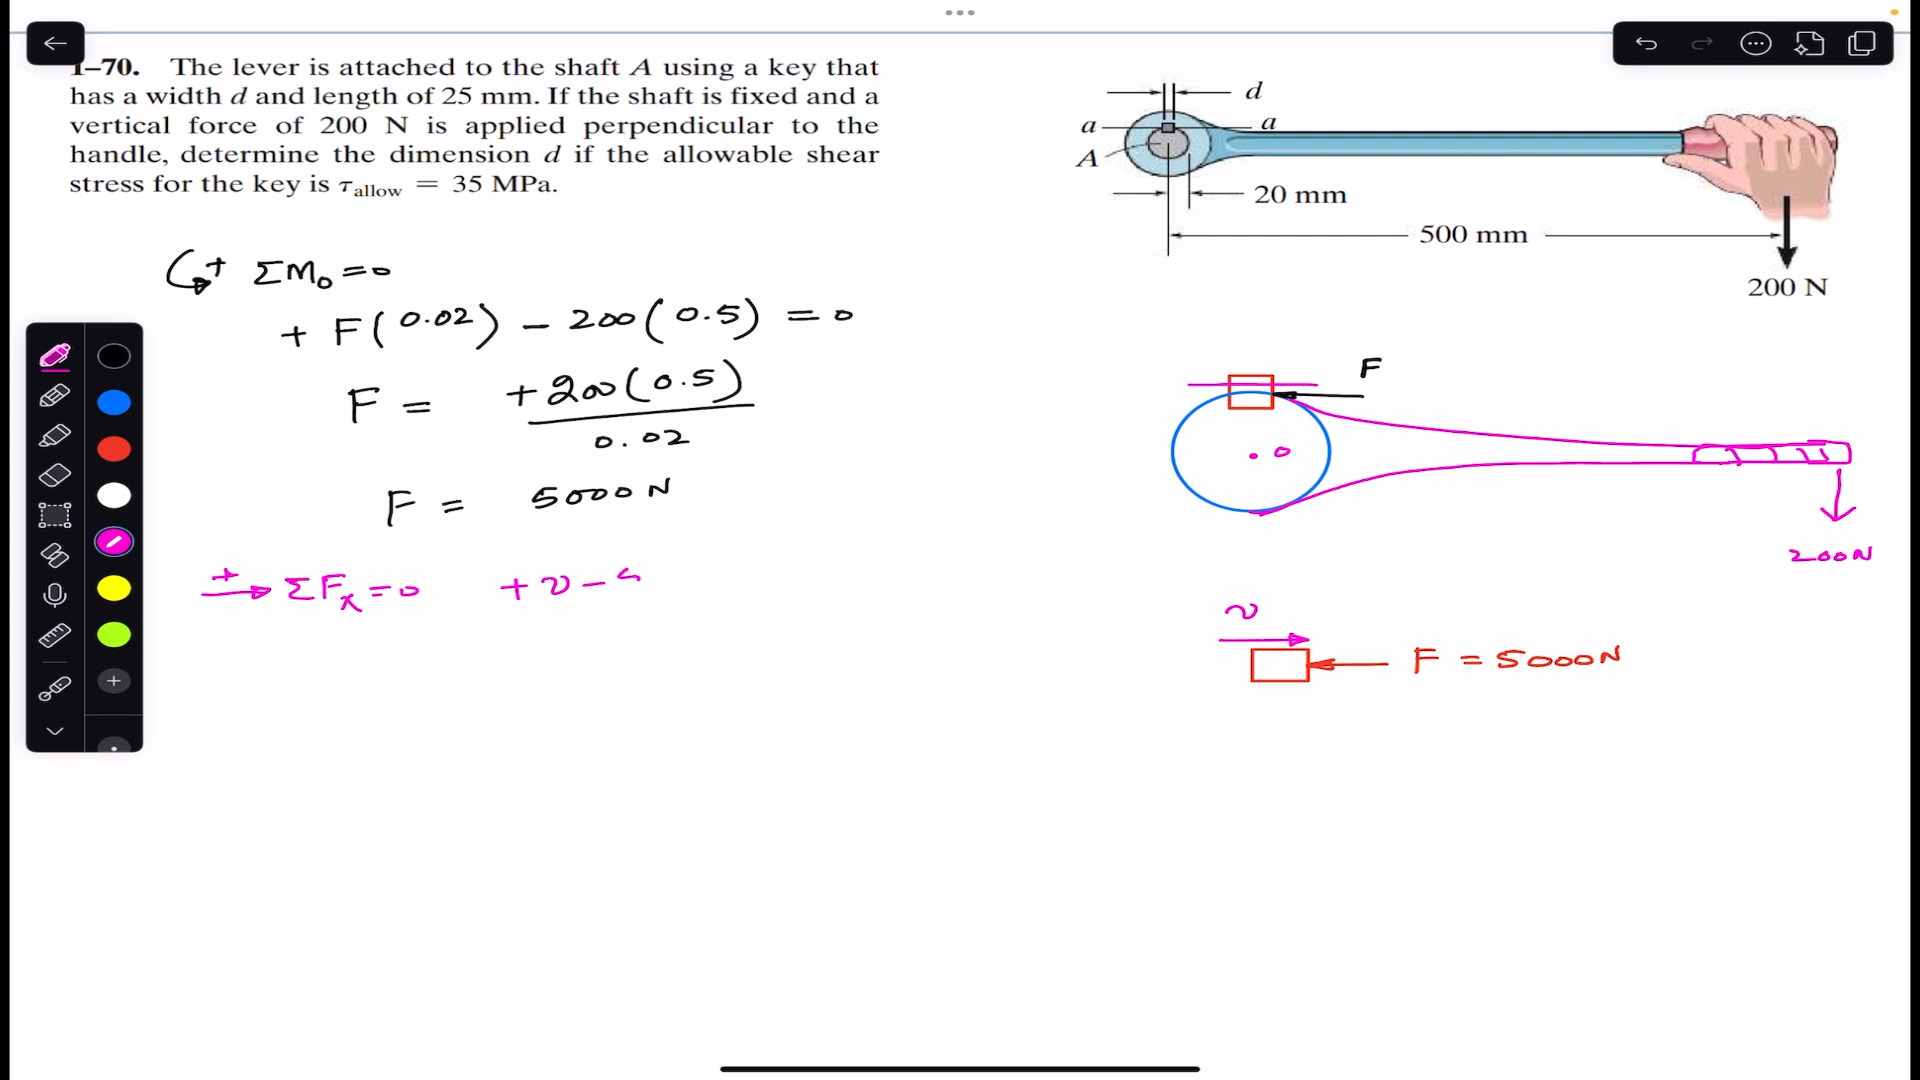 1–70. The lever is attached to the shaft A using a key that
has a width d and length of 25 mm. If the shaft is fixed and a
vertical force of 200 N is applied perpendicular to the
handle, determine the dimension d if the allowable shear
stress for the key is τallow = 35 MPa.
d
a
a
A
20 mm
500 mm
200 N
+ ΣMo = 0
+ F(0.02) – 200(0.5) = 0
F = +200(0.5)
0.02
F = 5000 N
+ ΣFx = 0 + v –
F
o
200N
v
F = 5000N